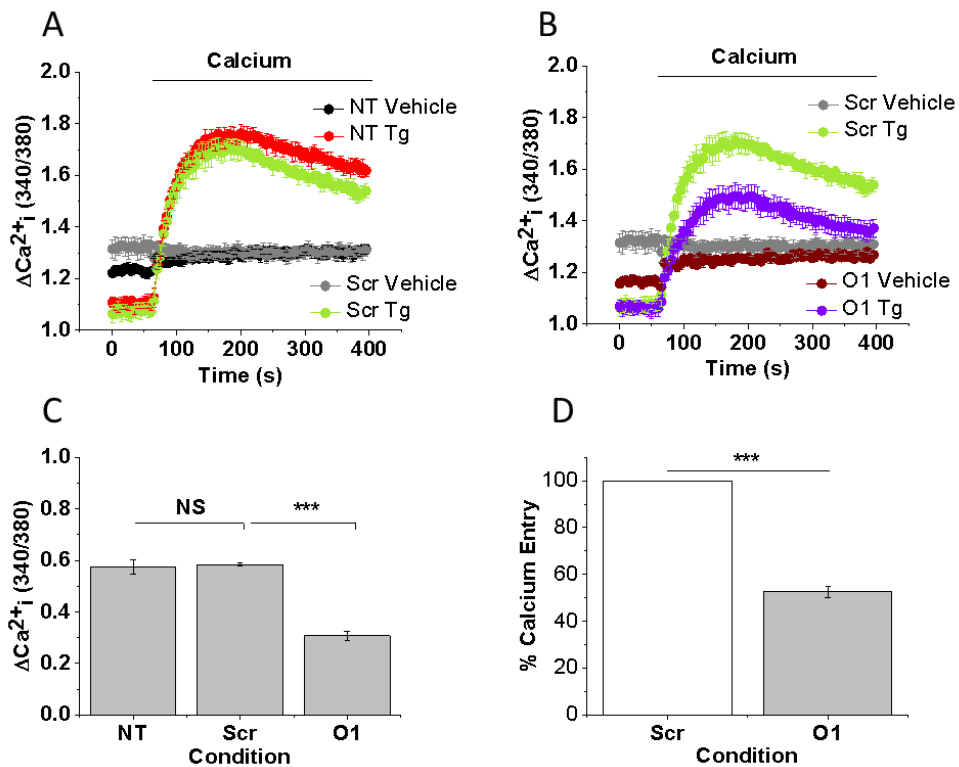 A
Calcium
2.0
1.8
1.6
1.4
1.2
1.0
ΔCa²⁺i (340/380)
NT Vehicle
NT Tg
Scr Vehicle
Scr Tg
0 100 200 300 400
Time (s)
B
Calcium
2.0
1.8
1.6
1.4
1.2
1.0
ΔCa²⁺i (340/380)
Scr Vehicle
Scr Tg
O1 Vehicle
O1 Tg
0 100 200 300 400
Time (s)
C
1.0
0.8
0.6
0.4
0.2
0.0
ΔCa²⁺i (340/380)
NS
***
NT Scr O1
Condition
D
100
80
60
40
20
0
% Calcium Entry
***
Scr O1
Condition